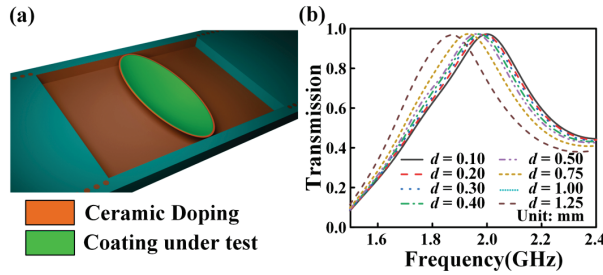 (a)
Ceramic Doping
Coating under test
(b)
Transmission
1.0
0.8
0.6
0.4
0.2
0.0
d = 0.10
d = 0.20
d = 0.30
d = 0.40
d = 0.50
d = 0.75
d = 1.00
d = 1.25
Unit: mm
1.6 1.8 2.0 2.2 2.4
Frequency(GHz)